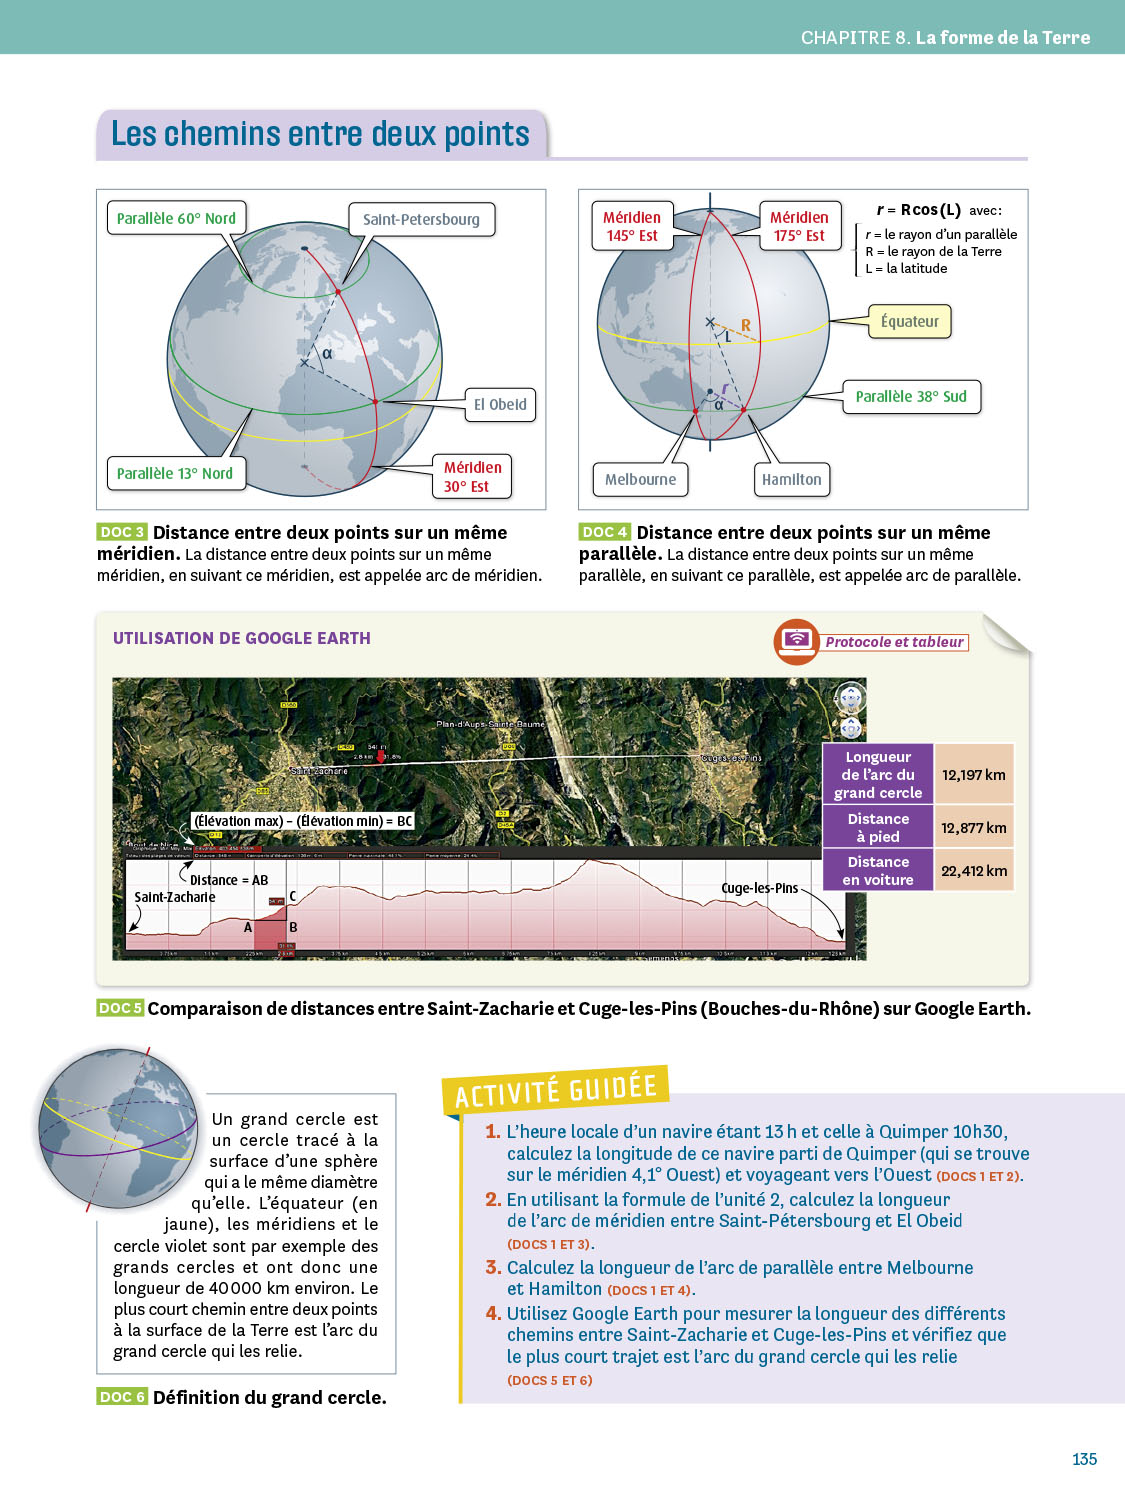 CHAPITRE 8. La forme de la Terre
Les chemins entre deux points
Parallèle 60° Nord
Saint-Petersbourg
α
El Obeid
Parallèle 13° Nord
Méridien
30° Est
DOC 3 Distance entre deux points sur un même
méridien. La distance entre deux points sur un même
méridien, en suivant ce méridien, est appelée arc de méridien.
Méridien
145° Est
Méridien
175° Est
r = R cos(L) avec :
r = le rayon d'un parallèle
R = le rayon de la Terre
L = la latitude
Équateur
R
L
r
α
Parallèle 38° Sud
Melbourne
Hamilton
DOC 4 Distance entre deux points sur un même
parallèle. La distance entre deux points sur un même
parallèle, en suivant ce parallèle, est appelée arc de parallèle.
UTILISATION DE GOOGLE EARTH
Protocole et tableur
Plan-d'Aups-Sainte-Baume
Saint-Zacharie
Cuges-les-Pins
(Élévation max) – (Élévation min) = BC
Distance = AB
Saint-Zacharie
C
A
B
Cuge-les-Pins
Longueur
de l'arc du
grand cercle
12,197 km
Distance
à pied
12,877 km
Distance
en voiture
22,412 km
DOC 5 Comparaison de distances entre Saint-Zacharie et Cuge-les-Pins (Bouches-du-Rhône) sur Google Earth.
Un grand cercle est
un cercle tracé à la
surface d'une sphère
qui a le même diamètre
qu'elle. L'équateur (en
jaune), les méridiens et le
cercle violet sont par exemple des
grands cercles et ont donc une
longueur de 40 000 km environ. Le
plus court chemin entre deux points
à la surface de la Terre est l'arc du
grand cercle qui les relie.
DOC 6 Définition du grand cercle.
ACTIVITÉ GUIDÉE
1. L'heure locale d'un navire étant 13 h et celle à Quimper 10h30,
calculez la longitude de ce navire parti de Quimper (qui se trouve
sur le méridien 4,1° Ouest) et voyageant vers l'Ouest (DOCS 1 ET 2).
2. En utilisant la formule de l'unité 2, calculez la longueur
de l'arc de méridien entre Saint-Pétersbourg et El Obeid
(DOCS 1 ET 3).
3. Calculez la longueur de l'arc de parallèle entre Melbourne
et Hamilton (DOCS 1 ET 4).
4. Utilisez Google Earth pour mesurer la longueur des différents
chemins entre Saint-Zacharie et Cuge-les-Pins et vérifiez que
le plus court trajet est l'arc du grand cercle qui les relie
(DOCS 5 ET 6)
135